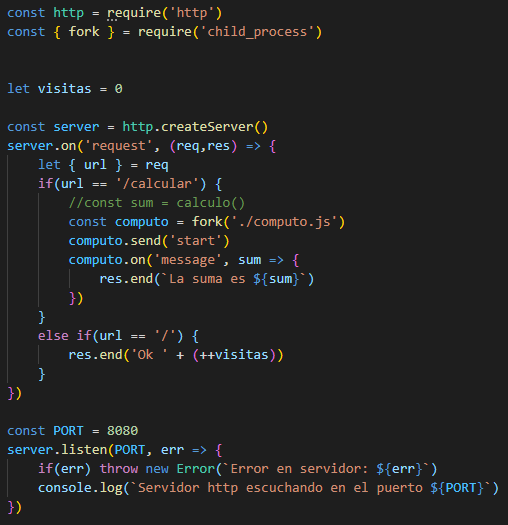 const http = require('http')
const { fork } = require('child_process')
let visitas = 0
const server = http.createServer()
server.on('request', (req,res) => {
    let { url } = req
    if(url == '/calcular') {
        //const sum = calculo()
        const computo = fork('./computo.js')
        computo.send('start')
        computo.on('message', sum => {
            res.end(`La suma es ${sum}`)
        })
    }
    else if(url == '/') {
        res.end('Ok ' + (++visitas))
    }
})
const PORT = 8080
server.listen(PORT, err => {
    if(err) throw new Error(`Error en servidor: ${err}`)
    console.log(`Servidor http escuchando en el puerto ${PORT}`)
})